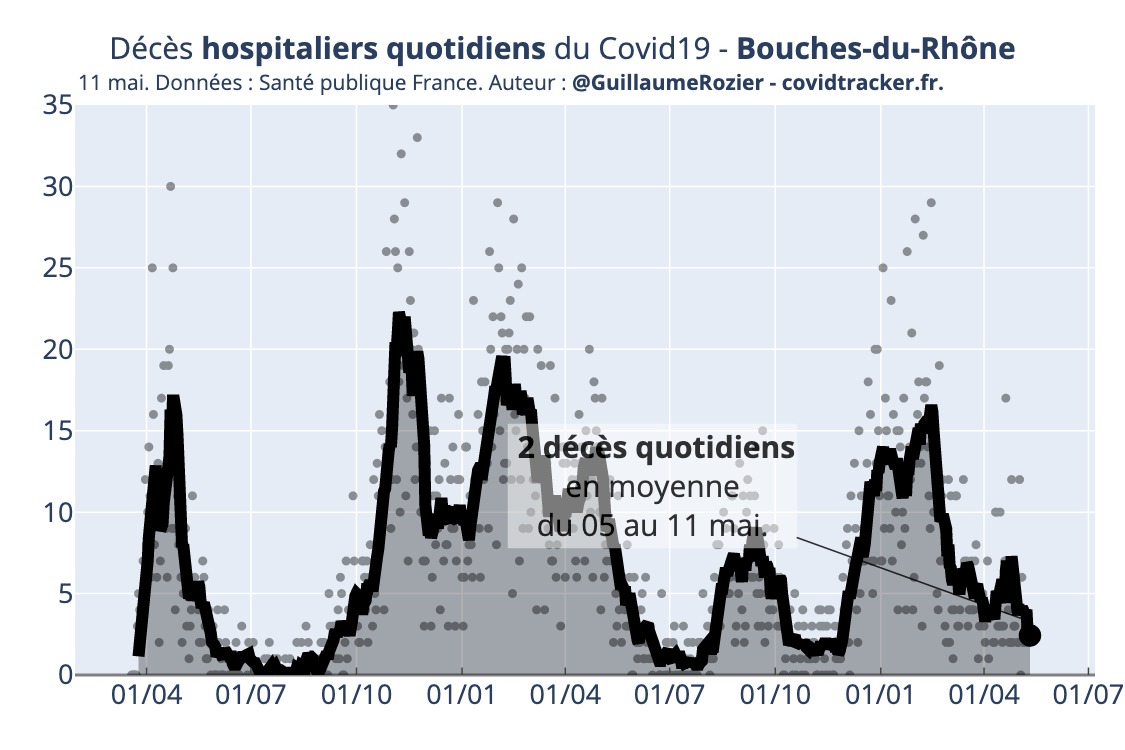 Décès hospitaliers quotidiens du Covid19 - Bouches-du-Rhône
11 mai. Données : Santé publique France. Auteur : @GuillaumeRozier - covidtracker.fr.
35
30
25
20
15
10
5
0
2 décès quotidiens
en moyenne
du 05 au 11 mai.
01/04 01/07 01/10 01/01 01/04 01/07 01/10 01/01 01/04 01/07